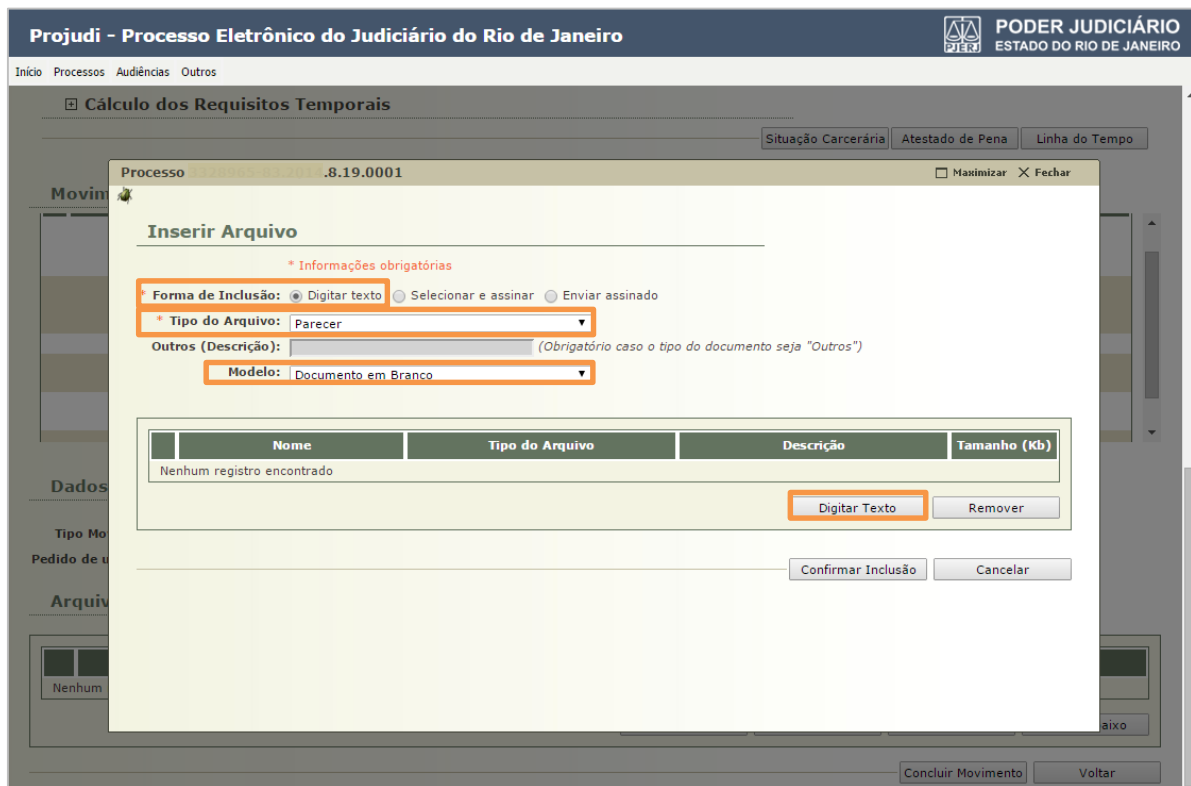 Projudi - Processo Eletrônico do Judiciário do Rio de Janeiro
PJERJ
PODER JUDICIÁRIO
ESTADO DO RIO DE JANEIRO
Início Processos Audiências Outros
Cálculo dos Requisitos Temporais
Situação Carcerária Atestado de Pena Linha do Tempo
Processo .8.19.0001
Maximizar Fechar
Movim
Inserir Arquivo
* Informações obrigatórias
* Forma de Inclusão: Digitar texto Selecionar e assinar Enviar assinado
* Tipo do Arquivo: Parecer
Outros (Descrição): (Obrigatório caso o tipo do documento seja "Outros")
Modelo: Documento em Branco
Nome Tipo do Arquivo Descrição Tamanho (Kb)
Nenhum registro encontrado
Dados
Digitar Texto Remover
Tipo Mo
Pedido de u
Confirmar Inclusão Cancelar
Arquiv
Nenhum
aixo
Concluir Movimento Voltar